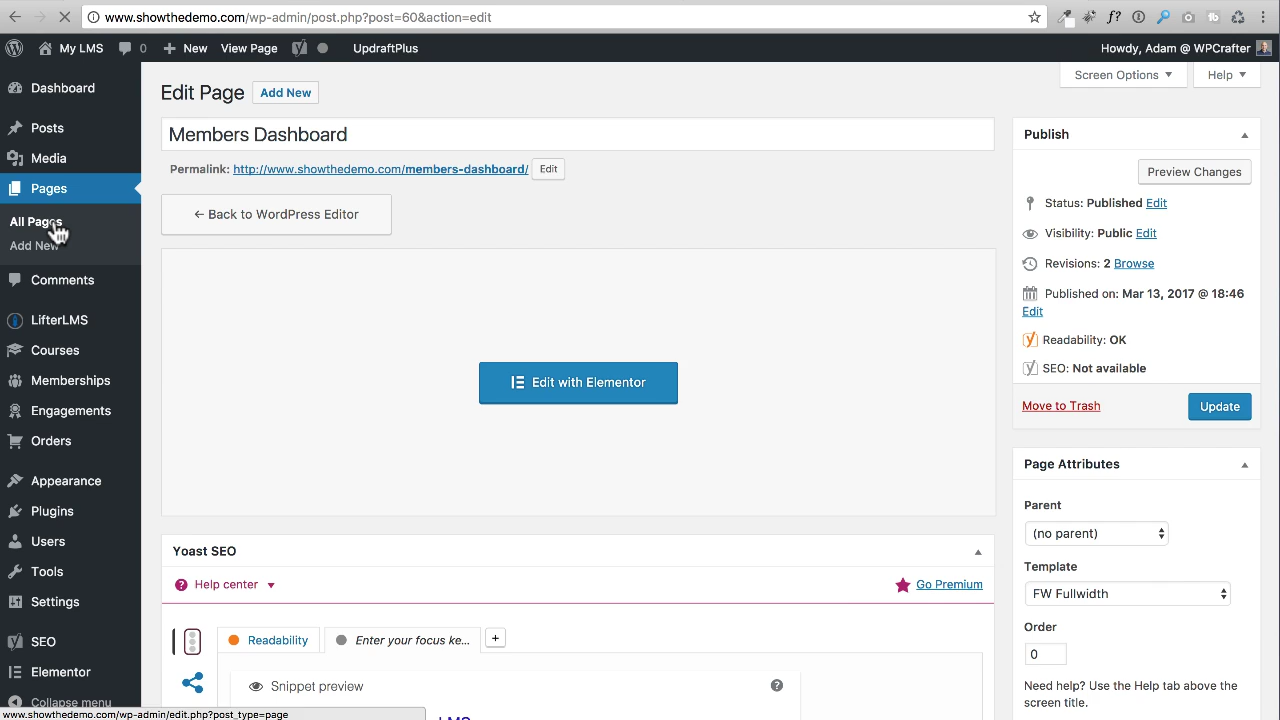 www.showthedemo.com/wp-admin/post.php?post=60&action=edit
My LMS 0 New View Page UpdraftPlus Howdy, Adam @ WPCrafter
Screen Options Help
Dashboard
Posts
Media
Pages
All Pages
Add New
Comments
LifterLMS
Courses
Memberships
Engagements
Orders
Appearance
Plugins
Users
Tools
Settings
SEO
Elementor
Collapse menu
Edit Page Add New
Members Dashboard
Permalink: http://www.showthedemo.com/members-dashboard/ Edit
← Back to WordPress Editor
Edit with Elementor
Yoast SEO
Help center Go Premium
Readability Enter your focus ke... +
Snippet preview ?
LMS
Publish
Preview Changes
Status: Published Edit
Visibility: Public Edit
Revisions: 2 Browse
Published on: Mar 13, 2017 @ 18:46
Edit
Readability: OK
SEO: Not available
Move to Trash Update
Page Attributes
Parent
(no parent)
Template
FW Fullwidth
Order
0
Need help? Use the Help tab above the
screen title.
www.showthedemo.com/wp-admin/edit.php?post_type=page